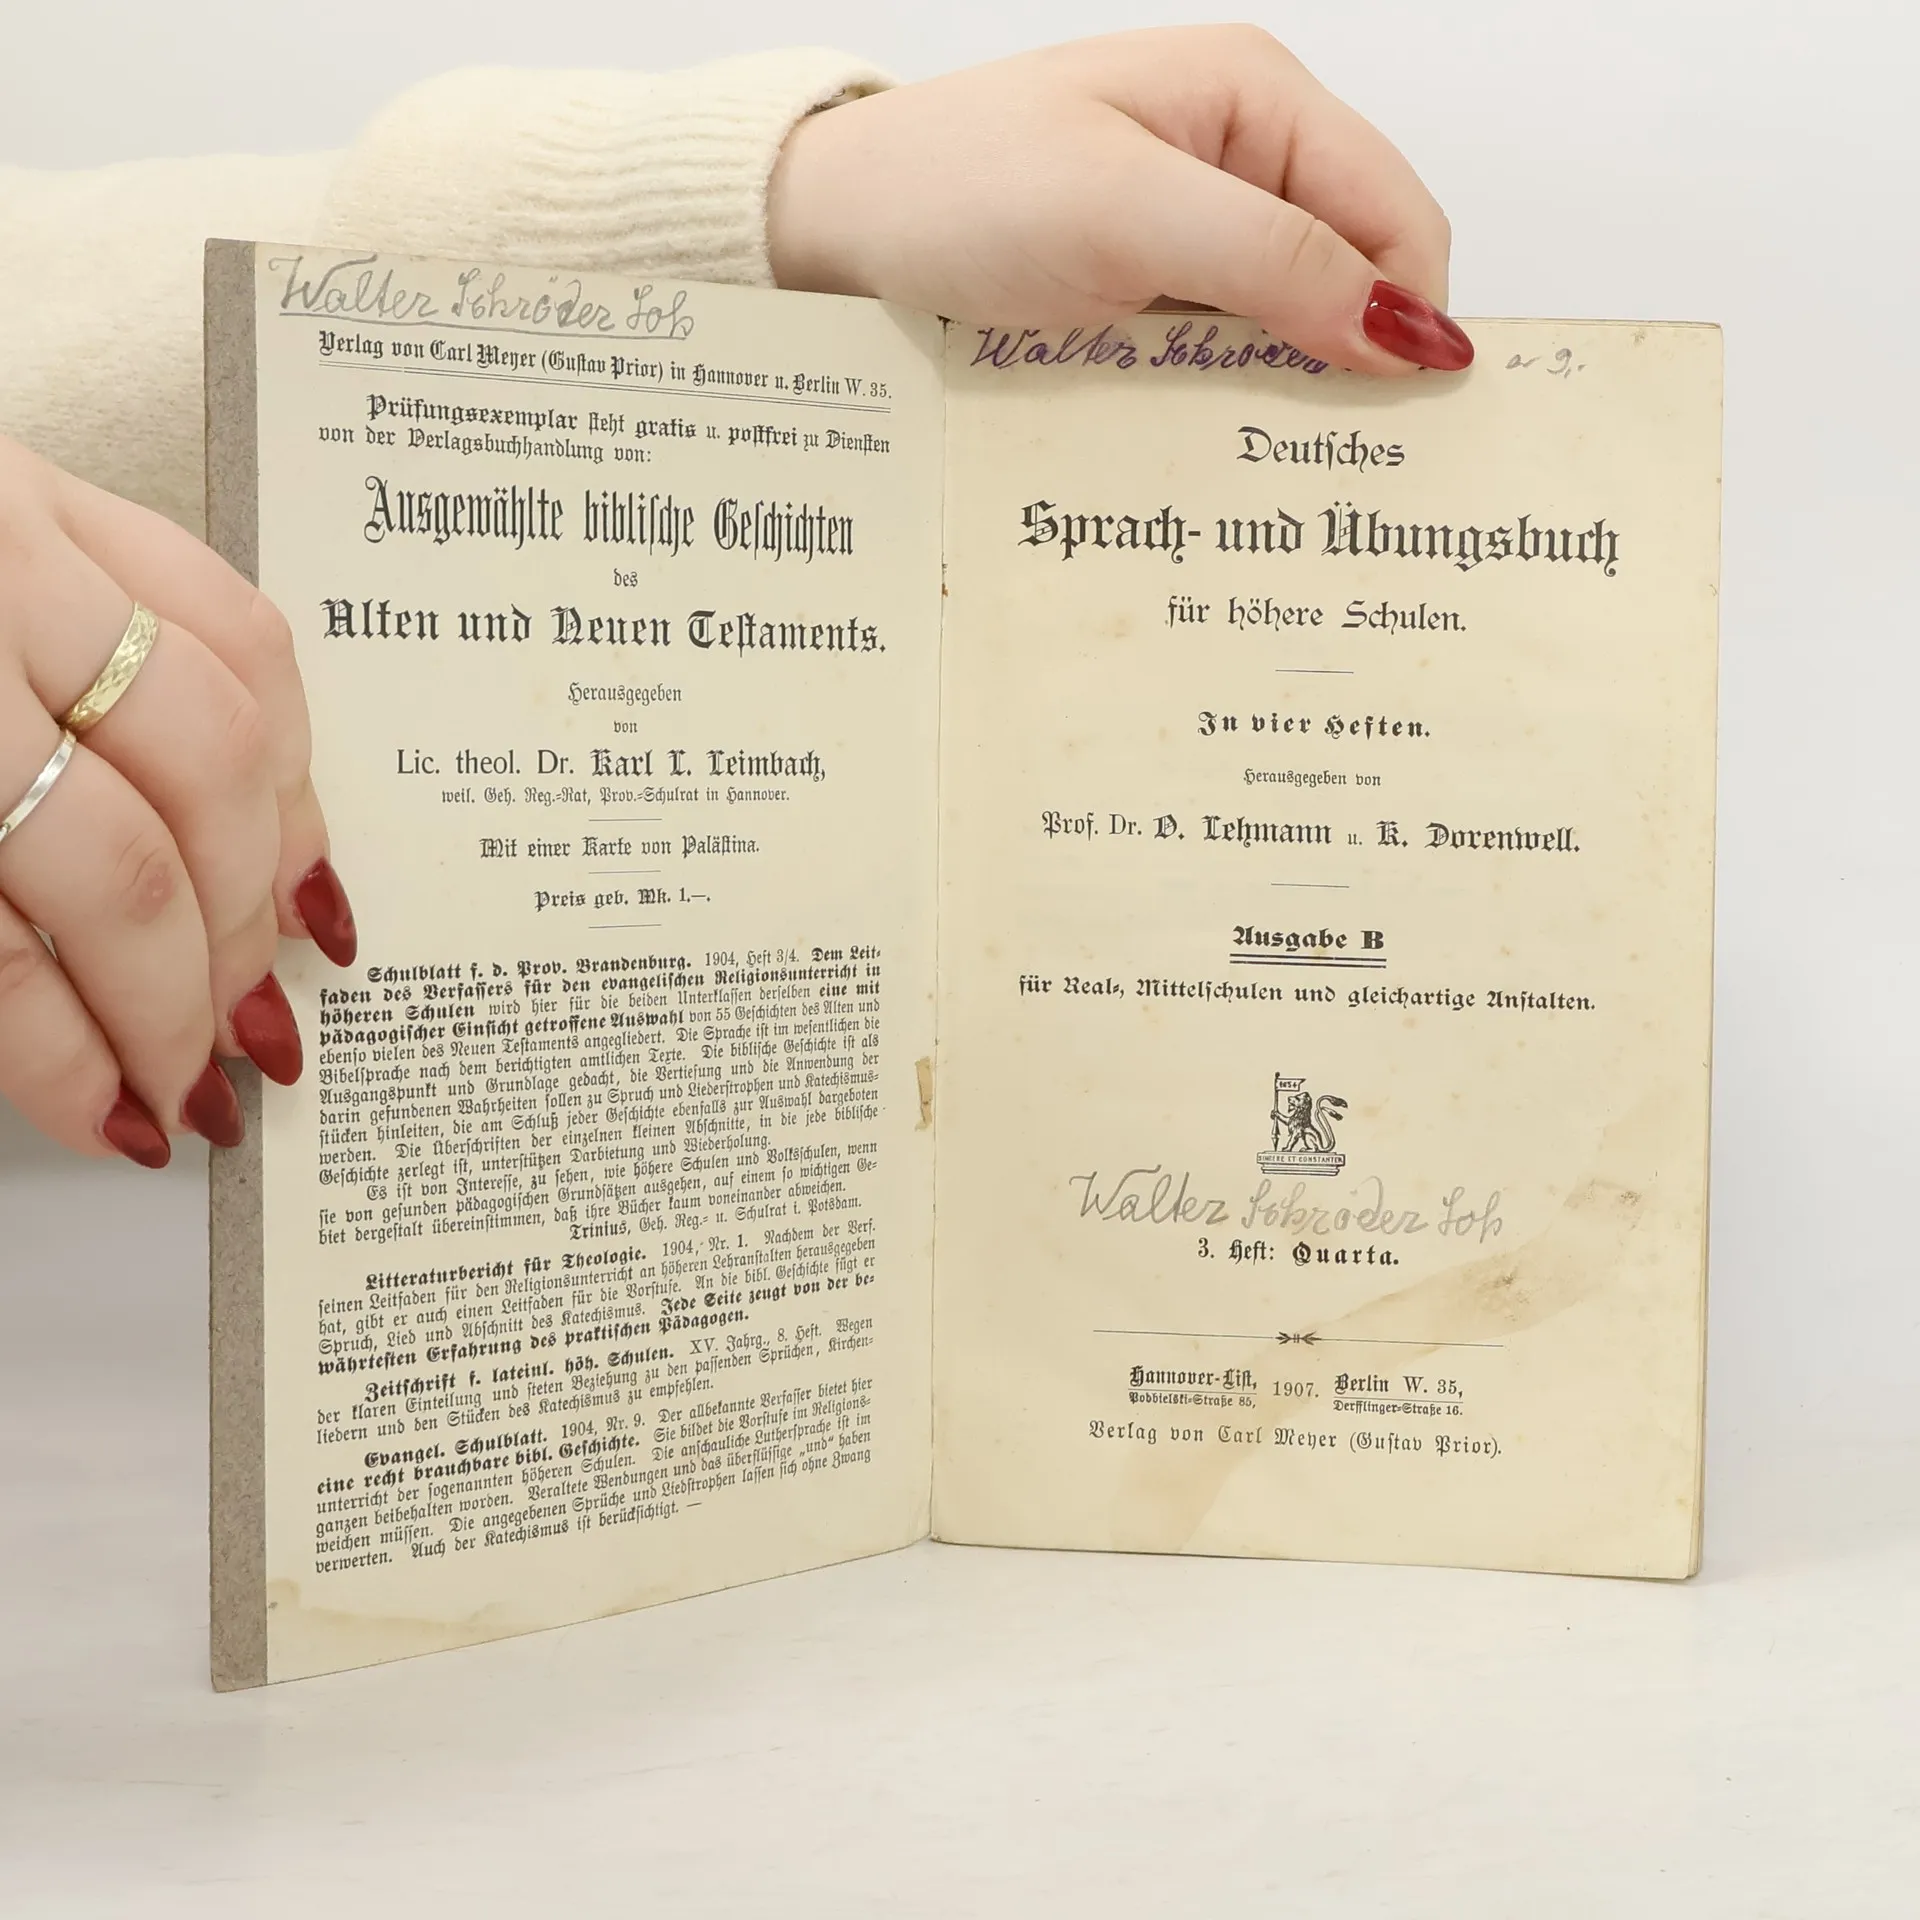 Walter Schröder Loh
Verlag von Carl Meyer (Gustav Prior) in Hannover u. Berlin W. 35.
Prüfungsexemplar steht gratis u. postfrei zu Diensten
von der Verlagsbuchhandlung von:
Ausgewählte biblische Geschichten
des
Alten und Neuen Testaments.
Herausgegeben
von
Lic. theol. Dr. Karl L. Leimbach,
weil. Geh. Reg.-Rat, Prov.-Schulrat in Hannover.
Mit einer Karte von Palästina.
Preis geb. Mk. 1.—.
Schulblatt f. d. Prov. Brandenburg. 1904, Heft 3/4. Dem Leit-
faden des Verfassers für den evangelischen Religionsunterricht in
höheren Schulen wird hier für die beiden Unterklassen derselben eine mit
pädagogischer Einsicht getroffene Auswahl von 55 Geschichten des Alten und
ebenso vielen des Neuen Testaments angegliedert. Die Sprache ist im wesentlichen die
Bibelsprache nach dem berichtigten amtlichen Texte. Die biblische Geschichte ist als
Ausgangspunkt und Grundlage gedacht, die Vertiefung und die Anwendung der
darin gefundenen Wahrheiten sollen zu Spruch und Liederstrophen und Katechismus-
stücken hinleiten, die am Schluß jeder Geschichte ebenfalls zur Auswahl dargeboten
werden. Die Überschriften der einzelnen kleinen Abschnitte, in die jede biblische
Geschichte zerlegt ist, unterstützen Darbietung und Wiederholung.
Es ist von Interesse, zu sehen, wie höhere Schulen und Volksschulen, wenn
sie von gesunden pädagogischen Grundsätzen ausgehen, auf einem so wichtigen Ge-
biet dergestalt übereinstimmen, daß ihre Bücher kaum voneinander abweichen.
Trinius, Geh. Reg.- u. Schulrat i. Potsdam.
Litteraturbericht für Theologie. 1904, Nr. 1. Nachdem der Verf.
seinen Leitfaden für den Religionsunterricht an höheren Lehranstalten herausgegeben
hat, gibt er auch einen Leitfaden für die Vorstufe. An die bibl. Geschichte fügt er
Spruch, Lied und Abschnitt des Katechismus. Jede Seite zeugt von der be-
währtesten Erfahrung des praktischen Pädagogen.
Zeitschrift f. lateinl. höh. Schulen. XV. Jahrg., 8. Heft. Wegen
der klaren Einteilung und steten Beziehung zu den passenden Sprüchen, Kirchen-
liedern und den Stücken des Katechismus zu empfehlen.
Evangel. Schulblatt. 1904, Nr. 9. Der allbekannte Verfasser bietet hier
eine recht brauchbare bibl. Geschichte. Sie bildet die Vorstufe im Religions-
unterricht der sogenannten höheren Schulen. Die anschauliche Luthersprache ist im
ganzen beibehalten worden. Veraltete Wendungen und das überflüssige „und“ haben
weichen müssen. Die angegebenen Sprüche und Liedstrophen lassen sich ohne Zwang
verwerten. Auch der Katechismus ist berücksichtigt. —
Walter Schröder
9,-
Deutsches
Sprach- und Übungsbuch
für höhere Schulen.
In vier Heften.
Herausgegeben von
Prof. Dr. O. Lehmann u. K. Dorenwell.
Ausgabe B
für Real-, Mittelschulen und gleichartige Anstalten.
1854
SINCERE ET CONSTANTER
Walter Schröder Loh
3. Heft: Quarta.
Hannover-List, 1907. Berlin W. 35,
Podbielski-Straße 85, Derfflinger-Straße 16.
Verlag von Carl Meyer (Gustav Prior).